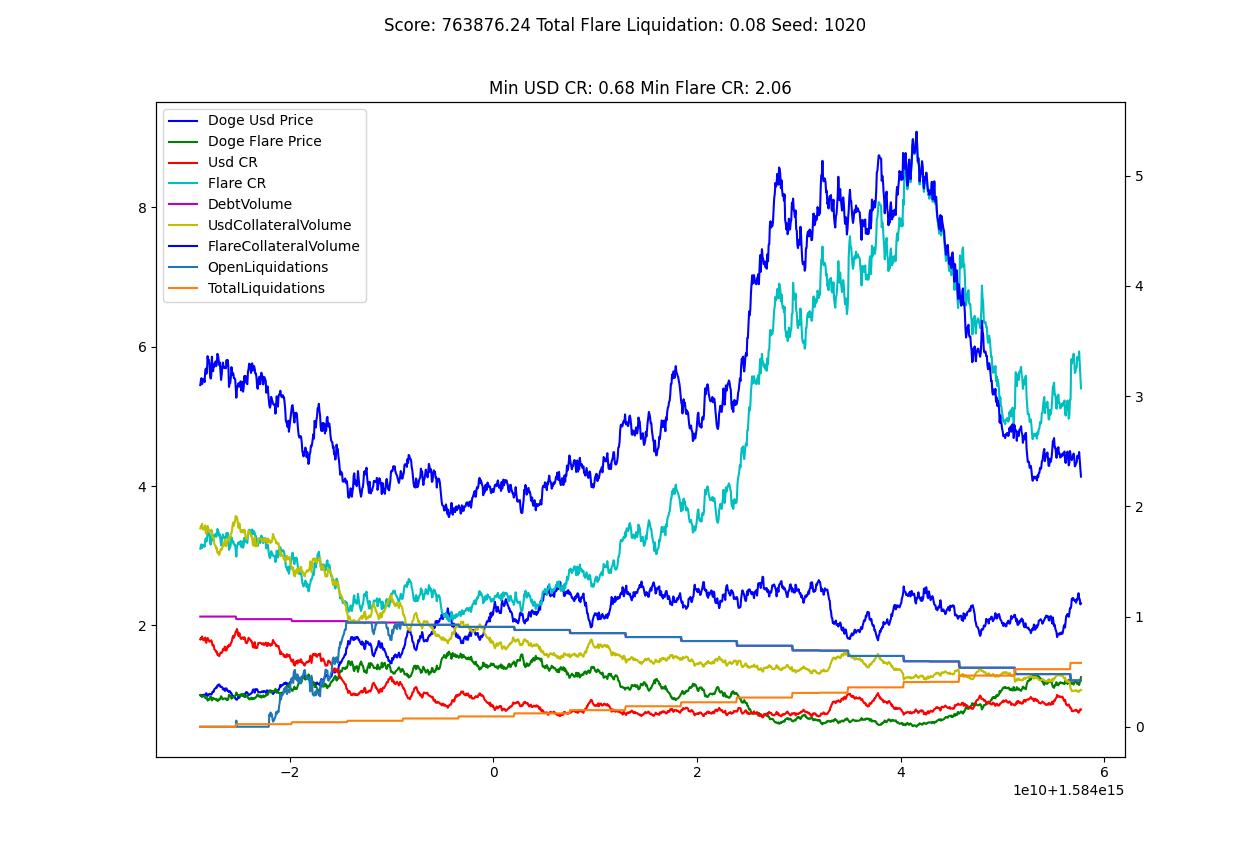 Score: 763876.24 Total Flare Liquidation: 0.08 Seed: 1020
Min USD CR: 0.68 Min Flare CR: 2.06
Doge Usd Price
Doge Flare Price
Usd CR
Flare CR
DebtVolume
UsdCollateralVolume
FlareCollateralVolume
OpenLiquidations
TotalLiquidations
8
6
4
2
5
4
3
2
1
0
−2
0
2
4
6
1e10+1.584e15